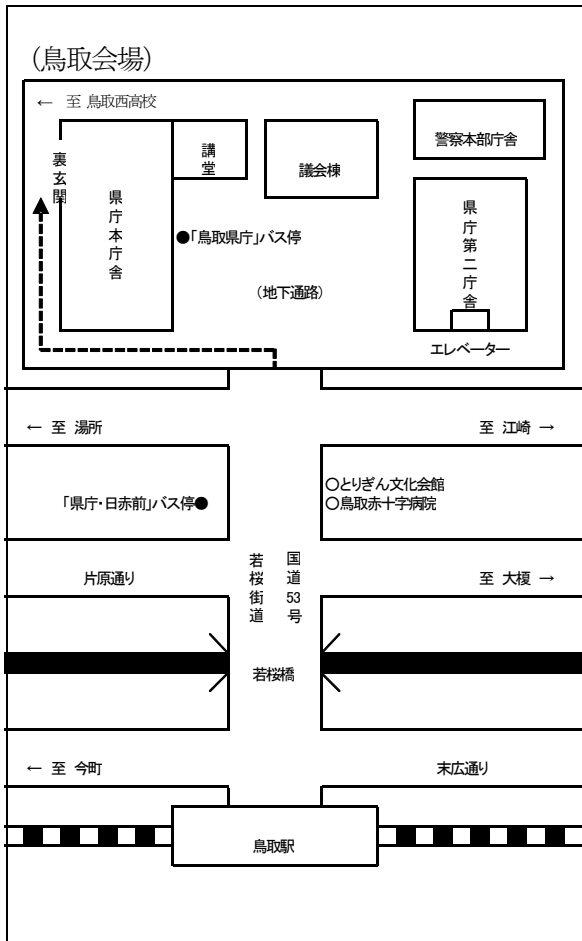 (鳥取会場)
← 至 鳥取西高校
裏玄関
県庁本庁舎
講堂
議会棟
警察本部庁舎
県庁第二庁舎
●「鳥取県庁」バス停
（地下通路）
エレベーター
← 至 湯所
至 江崎 →
「県庁・日赤前」バス停●
○とりぎん文化会館
○鳥取赤十字病院
片原通り
若桜街道
国道53号
至 大榎 →
若桜橋
← 至 今町
末広通り
鳥取駅